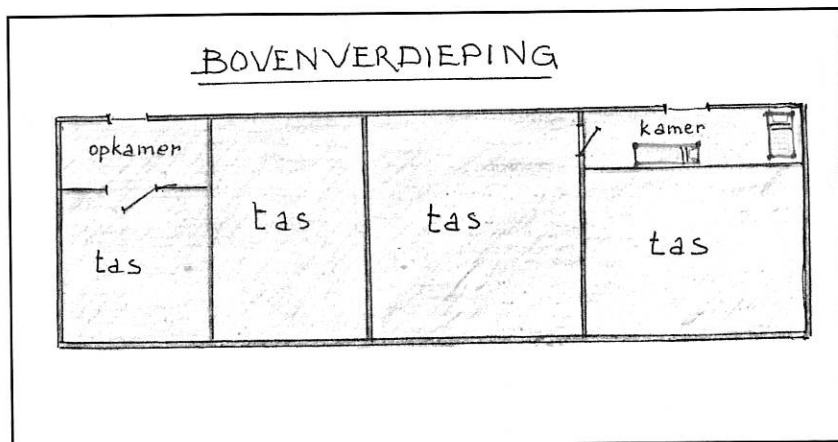 BOVENVERDIEPING
opkamer
kamer
tas
tas
tas
tas